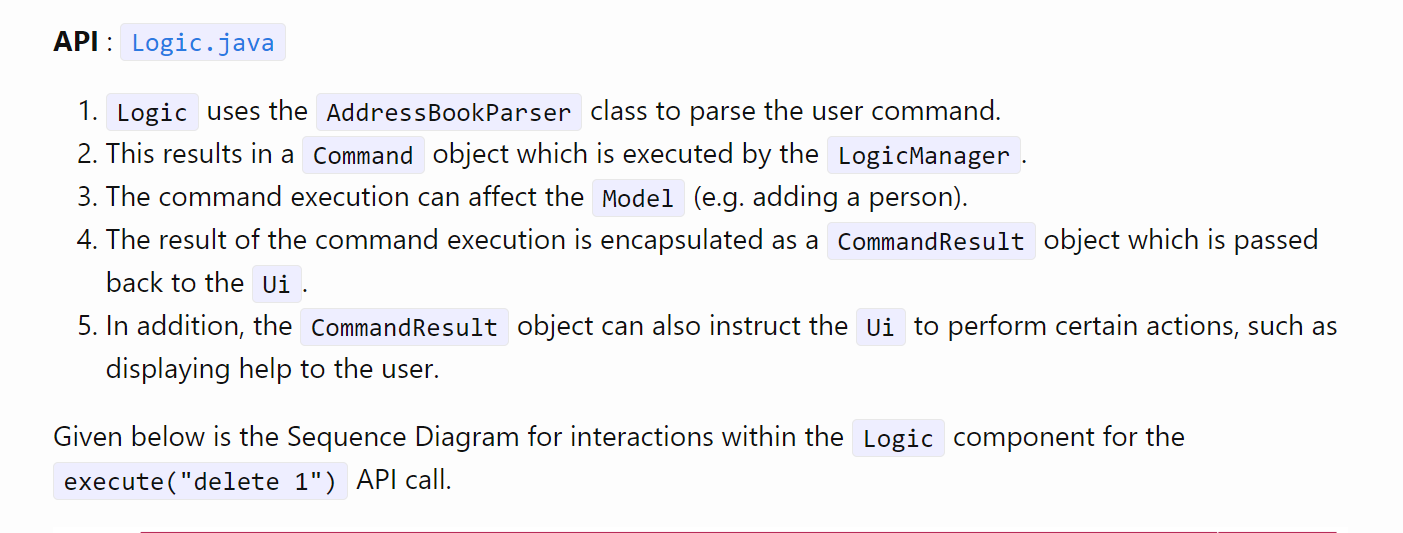 API : Logic.java
1. Logic uses the AddressBookParser class to parse the user command.
2. This results in a Command object which is executed by the LogicManager.
3. The command execution can affect the Model (e.g. adding a person).
4. The result of the command execution is encapsulated as a CommandResult object which is passed
back to the Ui.
5. In addition, the CommandResult object can also instruct the Ui to perform certain actions, such as
displaying help to the user.
Given below is the Sequence Diagram for interactions within the Logic component for the
execute("delete 1") API call.